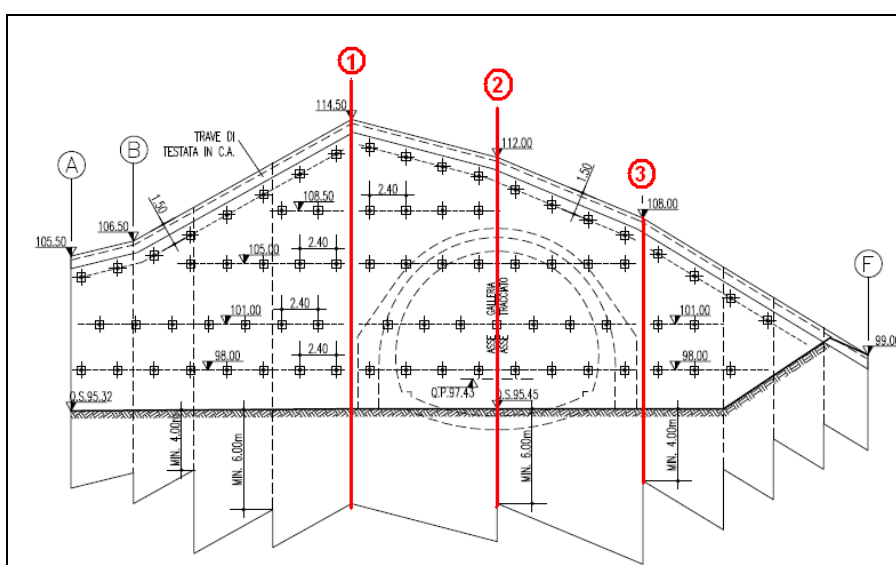 1
2
3
114.50
TRAVE DI
TESTATA IN C.A.
B
A
112.00
1.50
108.00
1.50
108.50
2.40
106.50
105.50
F
105.00
2.40
GALLERIA
TRACCIATO
ASSE
ASSE
2.40
101.00
101.00
99.00
2.40
98.00
98.00
Q.P.97.43
Q.S.95.32
Q.S.95.45
MIN. 4.00m
MIN. 6.00m
MIN. 6.00m
MIN. 4.00m